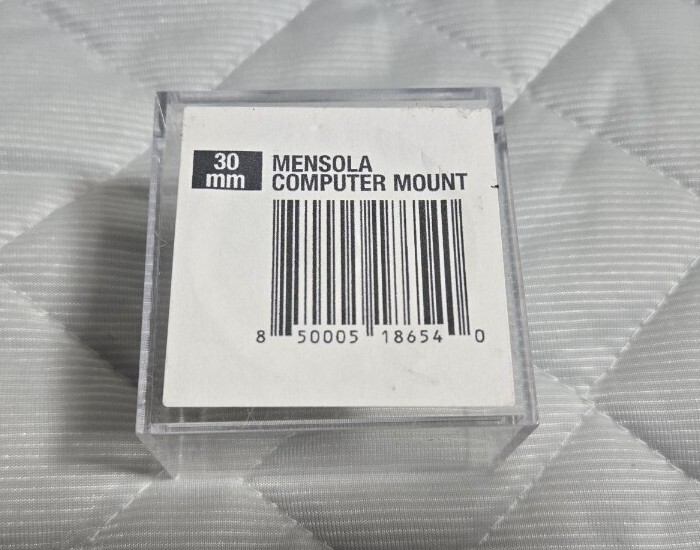 30
mm
MENSOLA
COMPUTER MOUNT
8 50005 18654 0